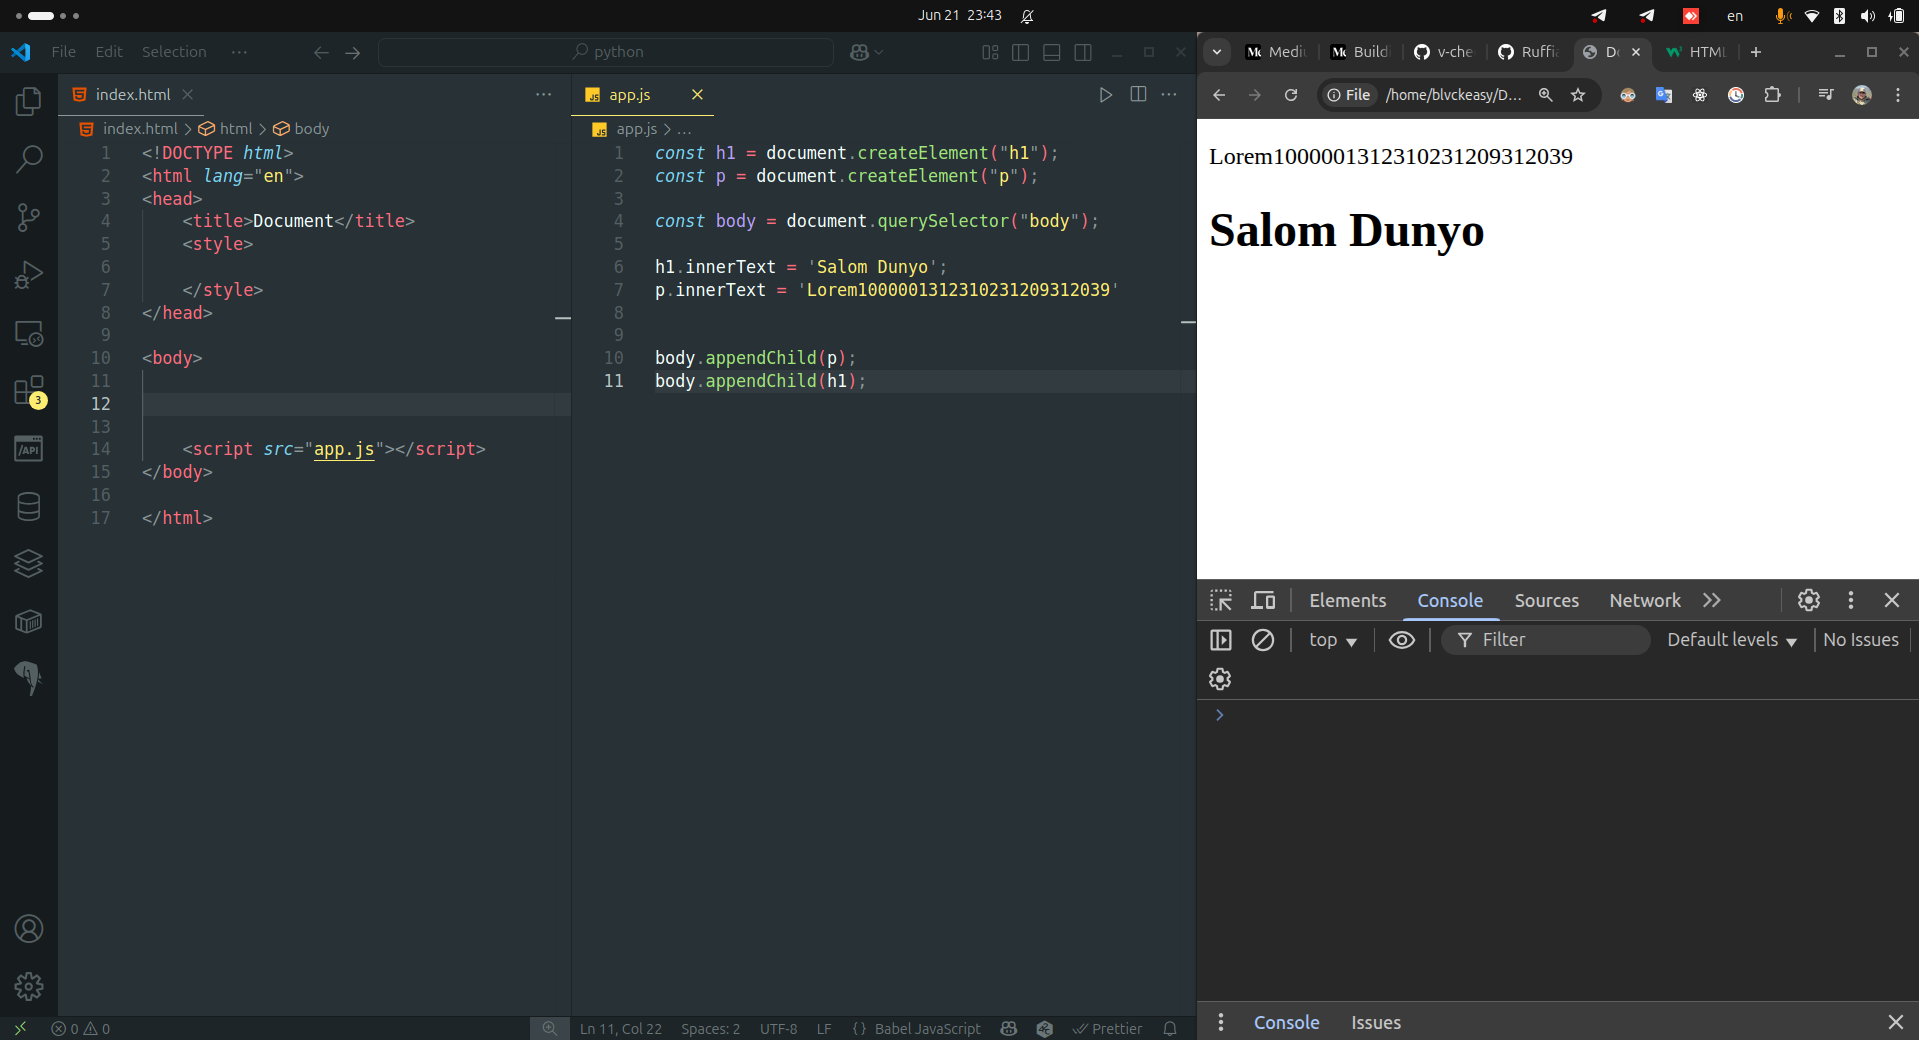 Jun 21 23:43
en
File Edit Selection ···
python
index.html
index.html > html > body
1 <!DOCTYPE html>
2 <html lang="en">
3 <head>
4 <title>Document</title>
5 <style>
6
7 </style>
8 </head>
9
10 <body>
11
12
13
14 <script src="app.js"></script>
15 </body>
16
17 </html>
app.js
app.js > ...
1 const h1 = document.createElement("h1");
2 const p = document.createElement("p");
3
4 const body = document.querySelector("body");
5
6 h1.innerText = 'Salom Dunyo';
7 p.innerText = 'Lorem1000001312310231209312039'
8
9
10 body.appendChild(p);
11 body.appendChild(h1);
3
/API
0 0
Ln 11, Col 22 Spaces: 2 UTF-8 LF {} Babel JavaScript Prettier
Mediu Buildi v-che Ruffia Do HTML
File /home/blvckeasy/D...
Lorem1000001312310231209312039
Salom Dunyo
Elements Console Sources Network
top Filter Default levels No Issues
Console Issues